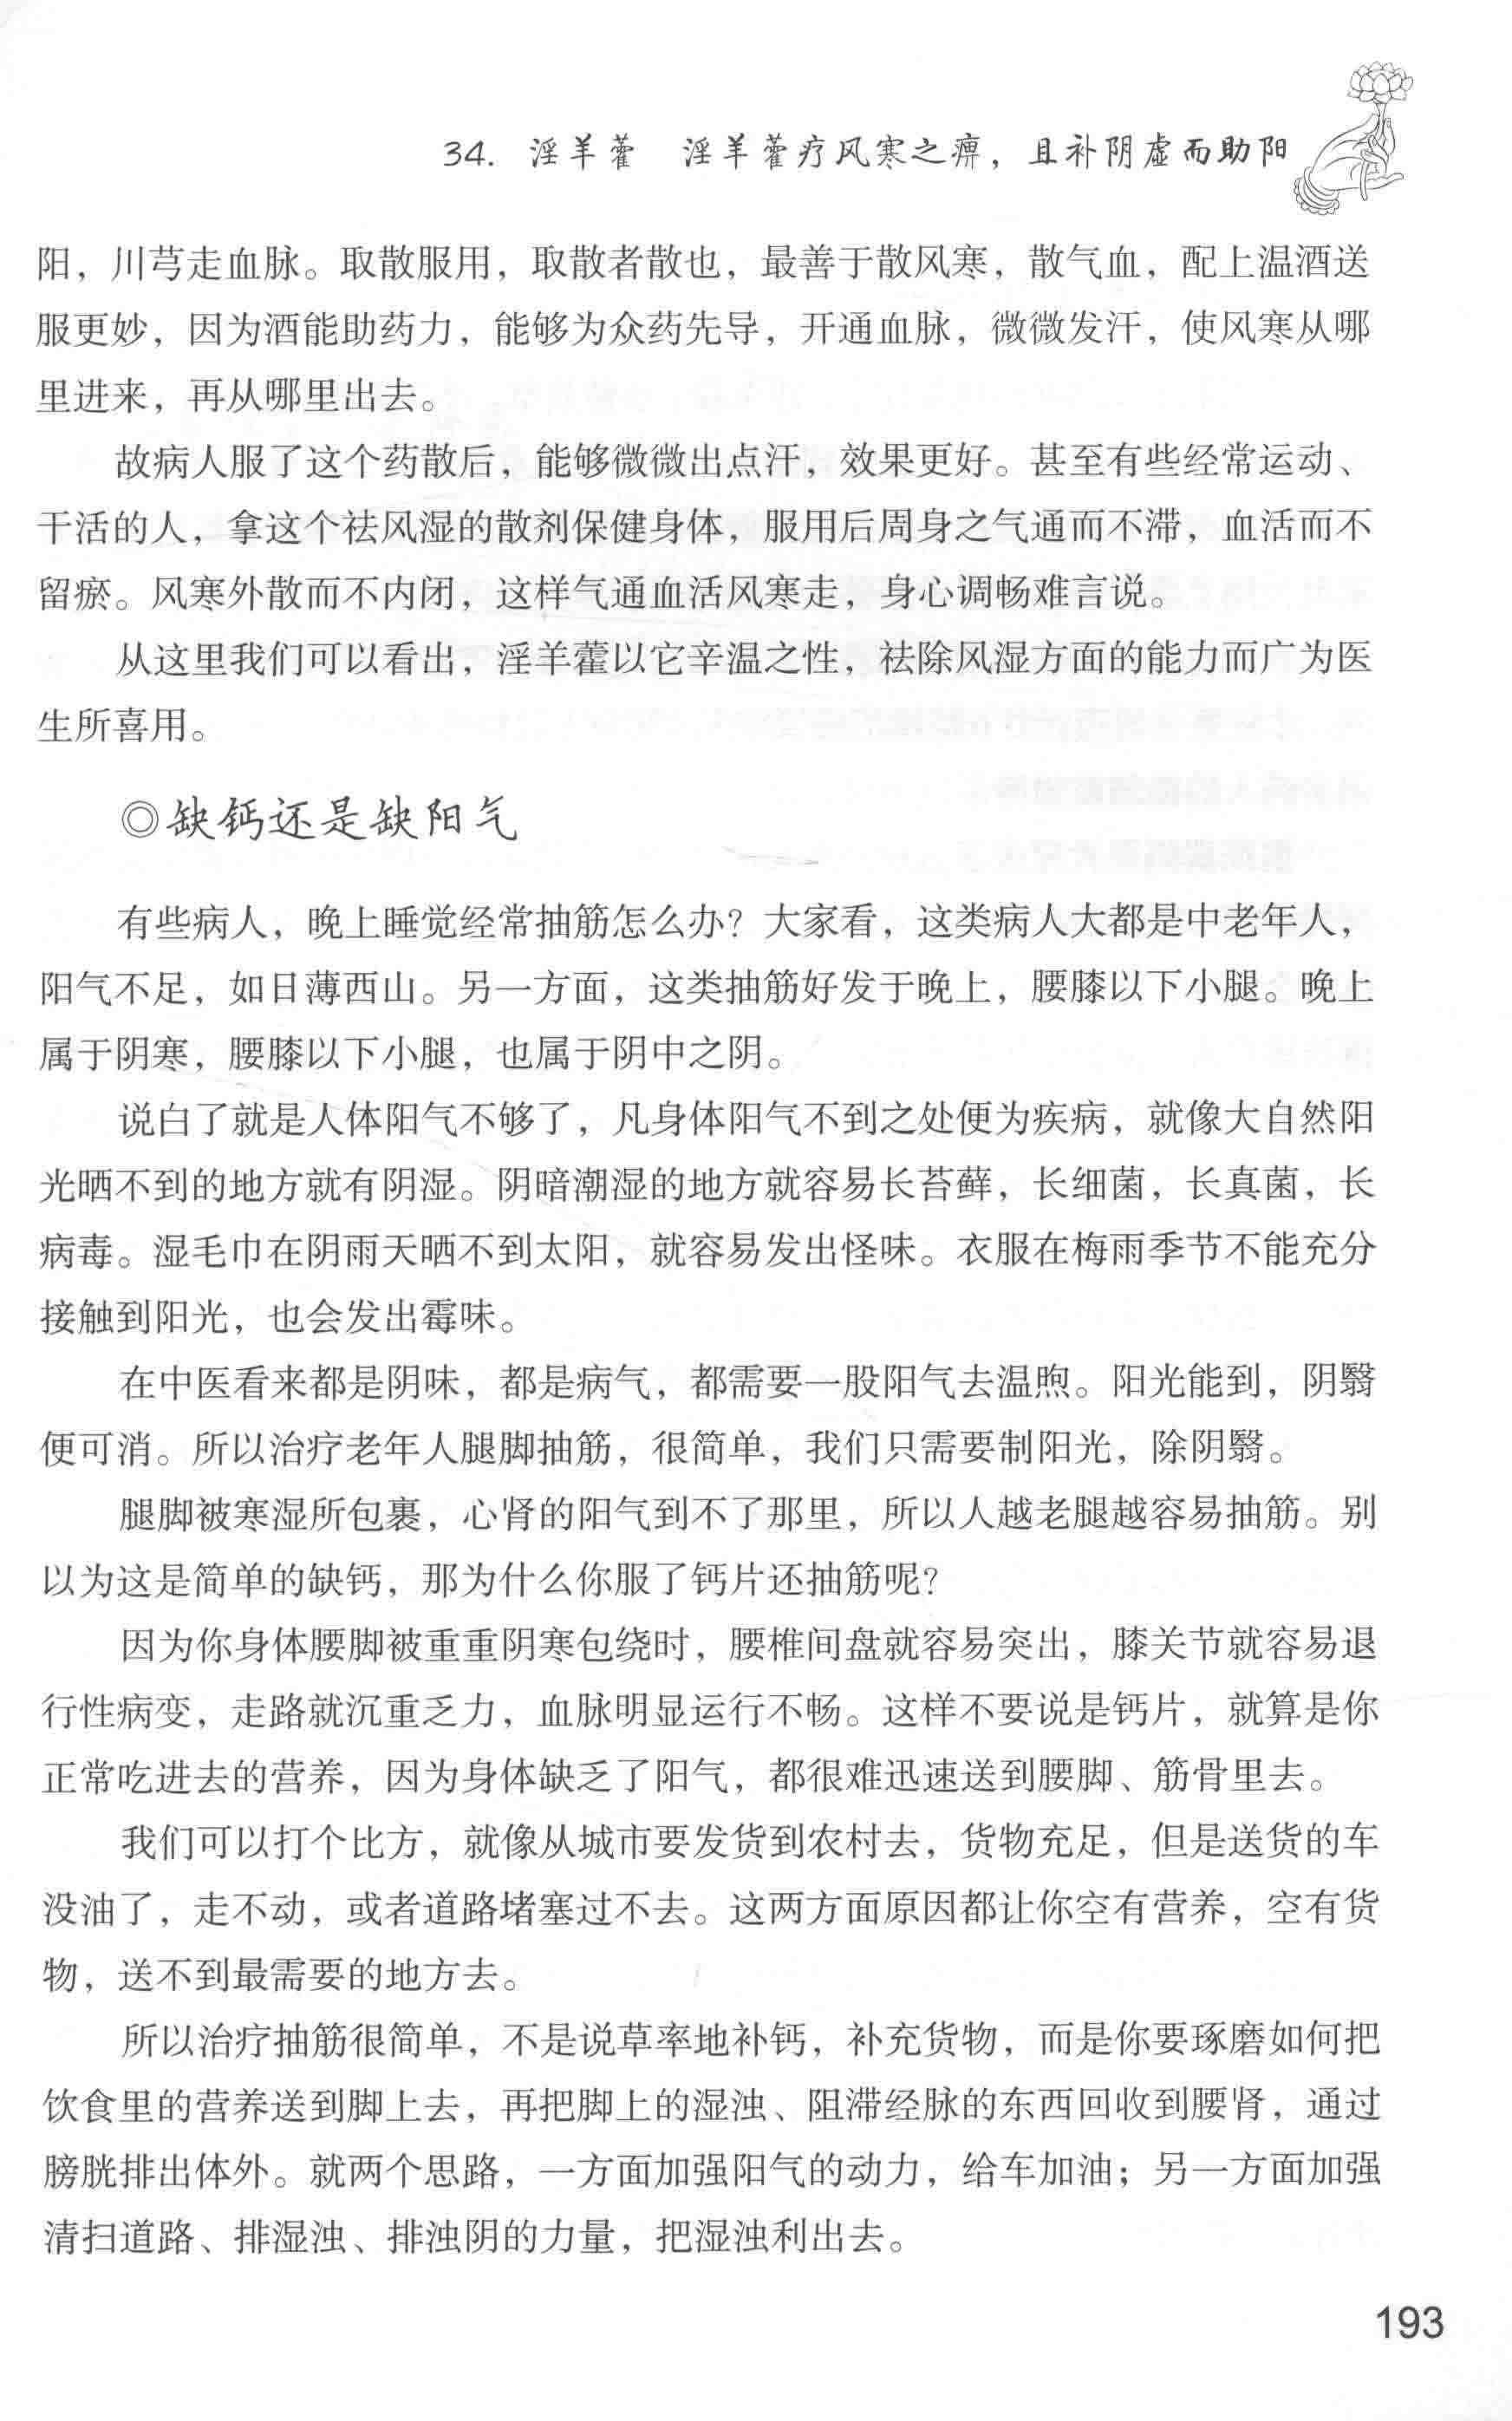 34. 淫羊藿　淫羊藿疗风寒之痹，且补阴虚而助阳
阳，川芎走血脉。取散服用，取散者散也，最善于散风寒，散气血，配上温酒送
服更妙，因为酒能助药力，能够为众药先导，开通血脉，微微发汗，使风寒从哪
里进来，再从哪里出去。
故病人服了这个药散后，能够微微出点汗，效果更好。甚至有些经常运动、
干活的人，拿这个祛风湿的散剂保健身体，服用后周身之气通而不滞，血活而不
留瘀。风寒外散而不内闭，这样气通血活风寒走，身心调畅难言说。
从这里我们可以看出，淫羊藿以它辛温之性，祛除风湿方面的能力而广为医
生所喜用。
◎缺钙还是缺阳气
有些病人，晚上睡觉经常抽筋怎么办？大家看，这类病人大都是中老年人，
阳气不足，如日薄西山。另一方面，这类抽筋好发于晚上，腰膝以下小腿。晚上
属于阴寒，腰膝以下小腿，也属于阴中之阴。
说白了就是人体阳气不够了，凡身体阳气不到之处便为疾病，就像大自然阳
光晒不到的地方就有阴湿。阴暗潮湿的地方就容易长苔藓，长细菌，长真菌，长
病毒。湿毛巾在阴雨天晒不到太阳，就容易发出怪味。衣服在梅雨季节不能充分
接触到阳光，也会发出霉味。
在中医看来都是阴味，都是病气，都需要一股阳气去温煦。阳光能到，阴翳
便可消。所以治疗老年人腿脚抽筋，很简单，我们只需要制阳光，除阴翳。
腿脚被寒湿所包裹，心肾的阳气到不了那里，所以人越老腿越容易抽筋。别
以为这是简单的缺钙，那为什么你服了钙片还抽筋呢？
因为你身体腰脚被重重阴寒包绕时，腰椎间盘就容易突出，膝关节就容易退
行性病变，走路就沉重乏力，血脉明显运行不畅。这样不要说是钙片，就算是你
正常吃进去的营养，因为身体缺乏了阳气，都很难迅速送到腰脚、筋骨里去。
我们可以打个比方，就像从城市要发货到农村去，货物充足，但是送货的车
没油了，走不动，或者道路堵塞过不去。这两方面原因都让你空有营养，空有货
物，送不到最需要的地方去。
所以治疗抽筋很简单，不是说草率地补钙，补充货物，而是你要琢磨如何把
饮食里的营养送到脚上去，再把脚上的湿浊、阻滞经脉的东西回收到腰肾，通过
膀胱排出体外。就两个思路，一方面加强阳气的动力，给车加油；另一方面加强
清扫道路、排湿浊、排浊阴的力量，把湿浊利出去。
193